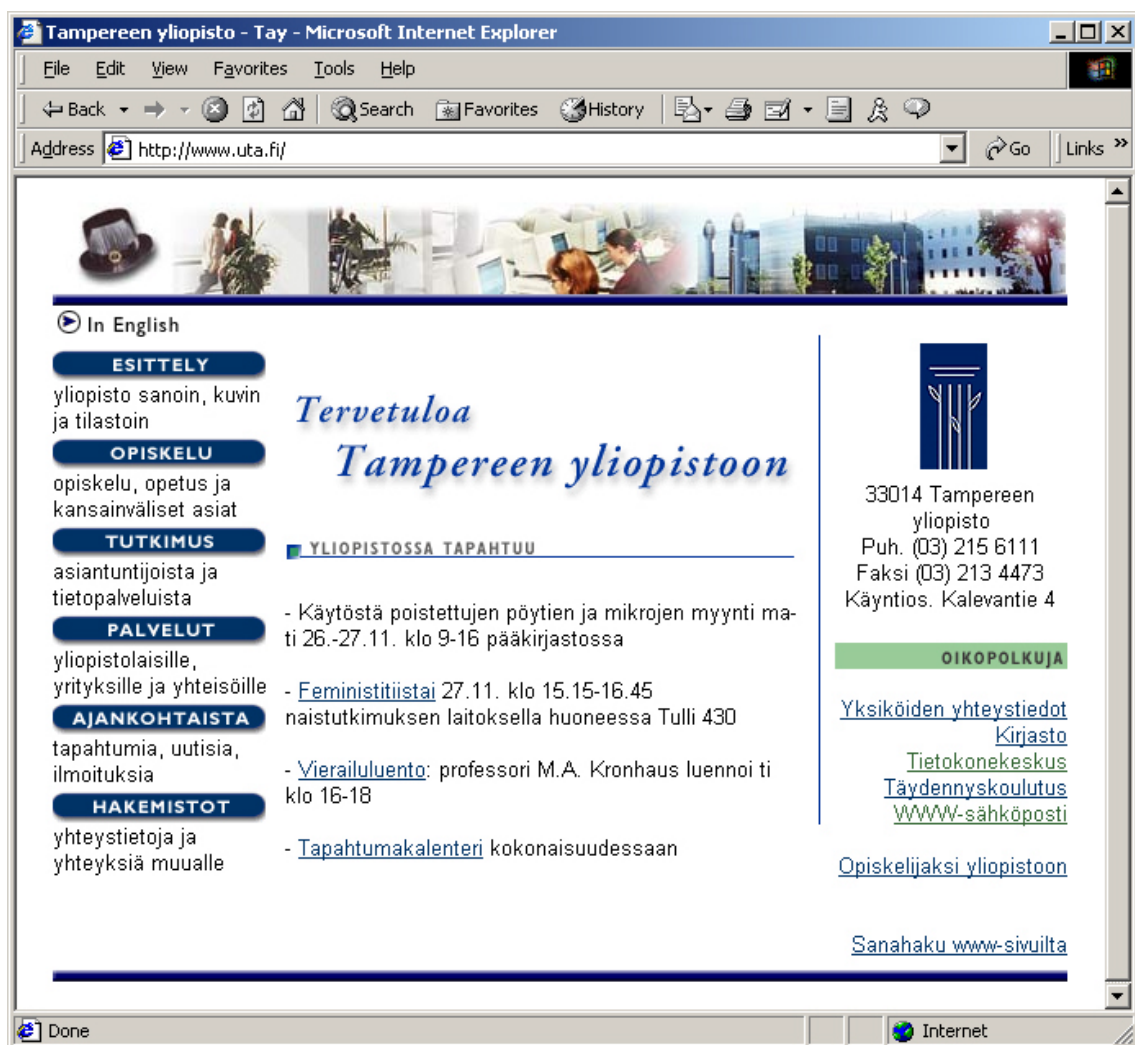 Tampereen yliopisto - Tay - Microsoft Internet Explorer
File Edit View Favorites Tools Help
Back Search Favorites History
Address http://www.uta.fi/ Go Links »
In English
ESITTELY
yliopisto sanoin, kuvin
ja tilastoin
OPISKELU
opiskelu, opetus ja
kansainväliset asiat
TUTKIMUS
asiantuntijoista ja
tietopalveluista
PALVELUT
yliopistolaisille,
yrityksille ja yhteisöille
AJANKOHTAISTA
tapahtumia, uutisia,
ilmoituksia
HAKEMISTOT
yhteystietoja ja
yhteyksiä muualle
Tervetuloa
Tampereen yliopistoon
YLIOPISTOSSA TAPAHTUU
- Käytöstä poistettujen pöytien ja mikrojen myynti ma-
ti 26.-27.11. klo 9-16 pääkirjastossa
- Feministitiistai 27.11. klo 15.15-16.45
naistutkimuksen laitoksella huoneessa Tulli 430
- Vierailuluento: professori M.A. Kronhaus luennoi ti
klo 16-18
- Tapahtumakalenteri kokonaisuudessaan
33014 Tampereen
yliopisto
Puh. (03) 215 6111
Faksi (03) 213 4473
Käyntios. Kalevantie 4
OIKOPOLKUJA
Yksiköiden yhteystiedot
Kirjasto
Tietokonekeskus
Täydennyskoulutus
WWW-sähköposti
Opiskelijaksi yliopistoon
Sanahaku www-sivuilta
Done Internet